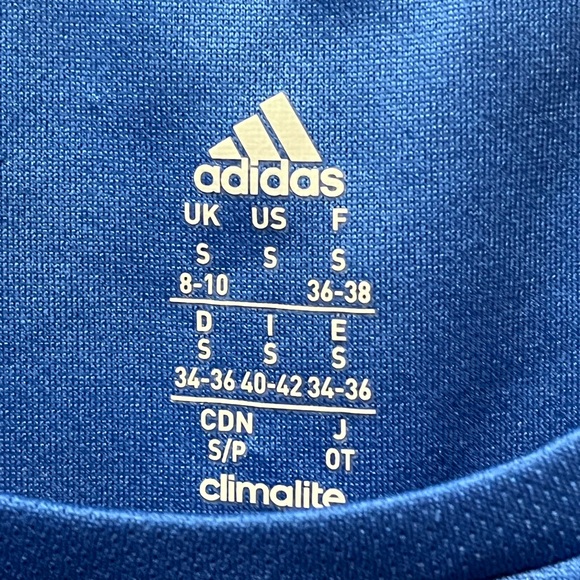 adidas
UK US F
S S S
8-10 36-38
D I E
S S S
34-36 40-42 34-36
CDN J
S/P OT
climalite